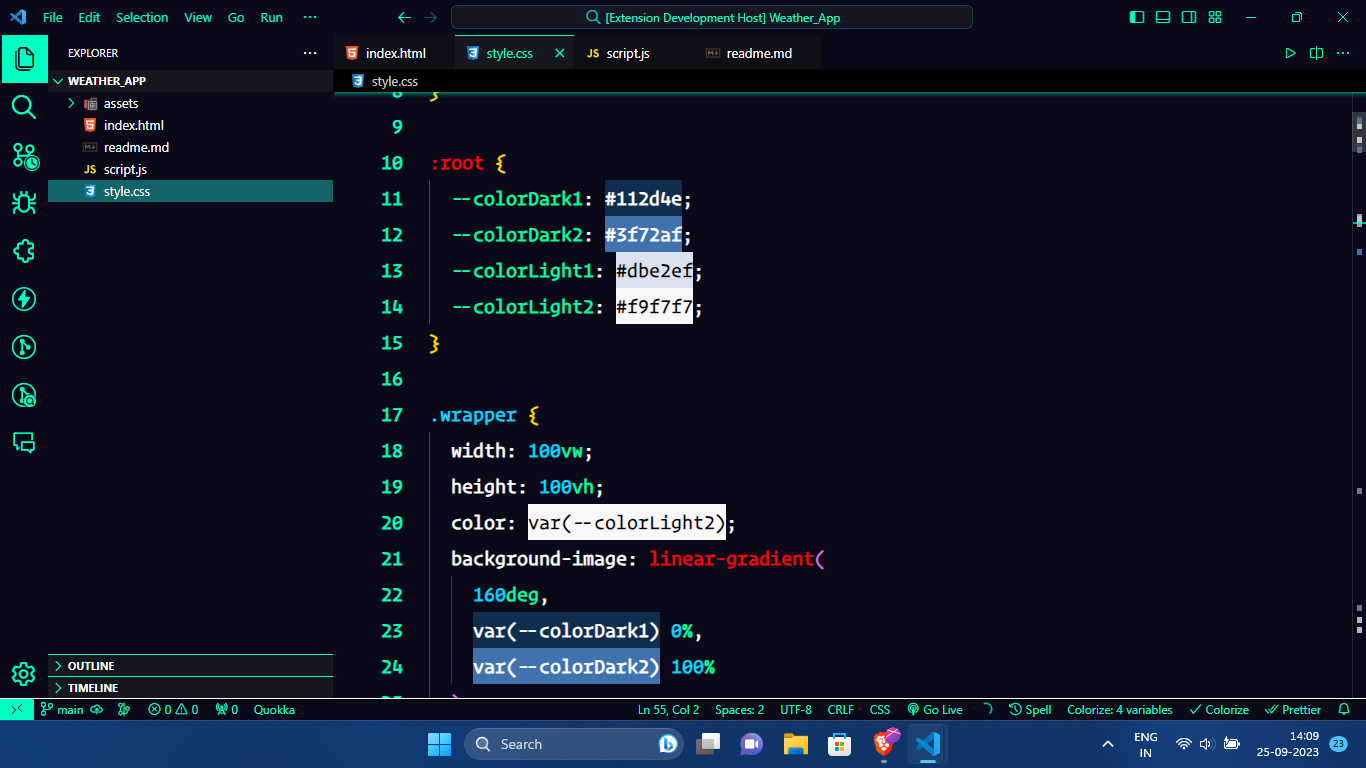 File Edit Selection View Go Run ··· [Extension Development Host] Weather_App
EXPLORER ···
WEATHER_APP
assets
index.html
readme.md
JS script.js
style.css
OUTLINE
TIMELINE
index.html style.css JS script.js readme.md
style.css
8 }
9
10 :root {
11 --colorDark1: #112d4e;
12 --colorDark2: #3f72af;
13 --colorLight1: #dbe2ef;
14 --colorLight2: #f9f7f7;
15 }
16
17 .wrapper {
18 width: 100vw;
19 height: 100vh;
20 color: var(--colorLight2);
21 background-image: linear-gradient(
22 160deg,
23 var(--colorDark1) 0%,
24 var(--colorDark2) 100%
main 0 0 0 Quokka Ln 55, Col 2 Spaces: 2 UTF-8 CRLF CSS Go Live Spell Colorize: 4 variables Colorize Prettier
Search ENG 14:09
IN 25-09-2023 23